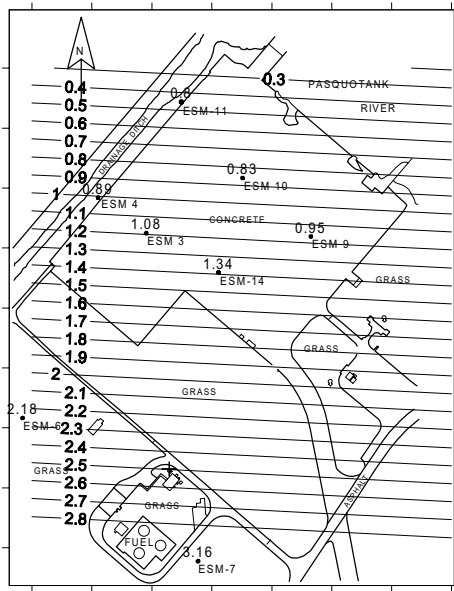 N
0.3
PASQUOTANK
RIVER
0.4
0.8
0.5
ESM-11
0.6
DRAINAGE DITCH
0.7
0.8
0.83
0.9
ESM 10
1
0.89
ESM 4
1.1
CONCRETE
1.2
1.08
0.95
ESM 3
ESM 9
1.3
1.34
1.4
ESM-14
GRASS
1.5
1.6
1.7
1.8
GRASS
1.9
2
2.1
GRASS
2.18
2.2
ESM-6
2.3
2.4
GRASS
2.5
2.6
2.7
GRASS
ASPHALT
2.8
FUEL
3.16
ESM-7